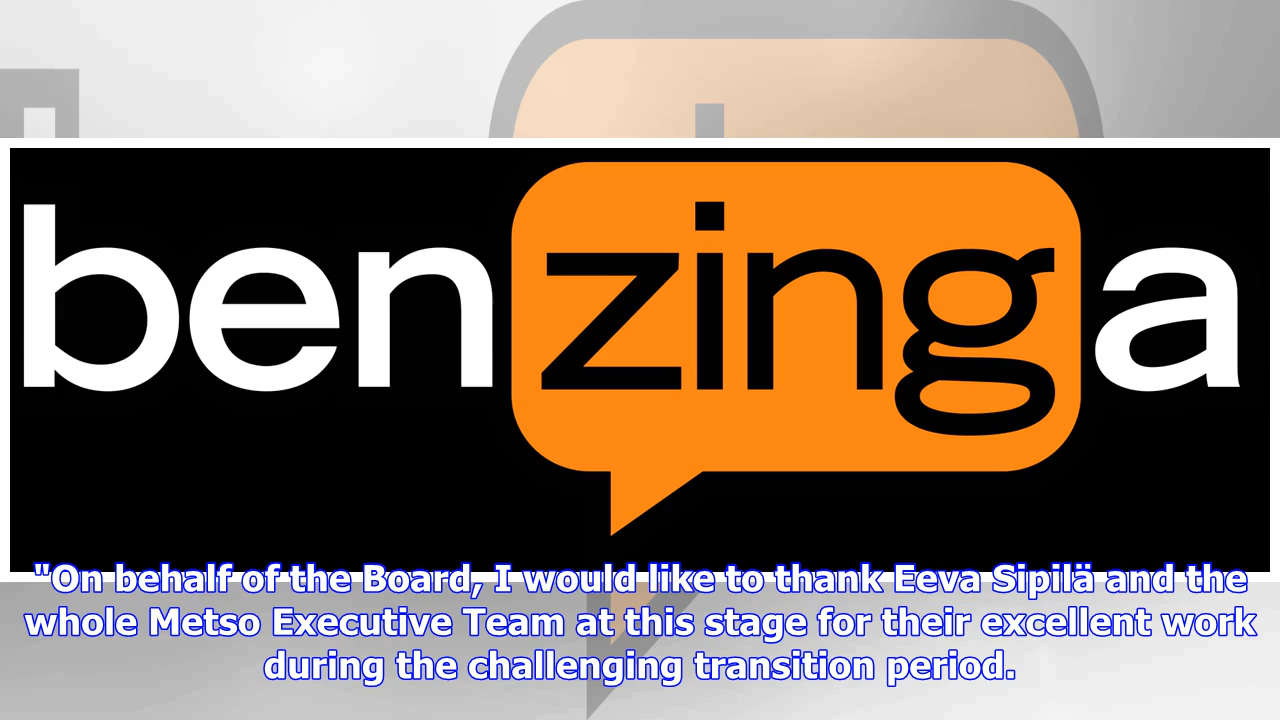 benzinga
"On behalf of the Board, I would like to thank Eeva Sipilä and the
whole Metso Executive Team at this stage for their excellent work
during the challenging transition period.